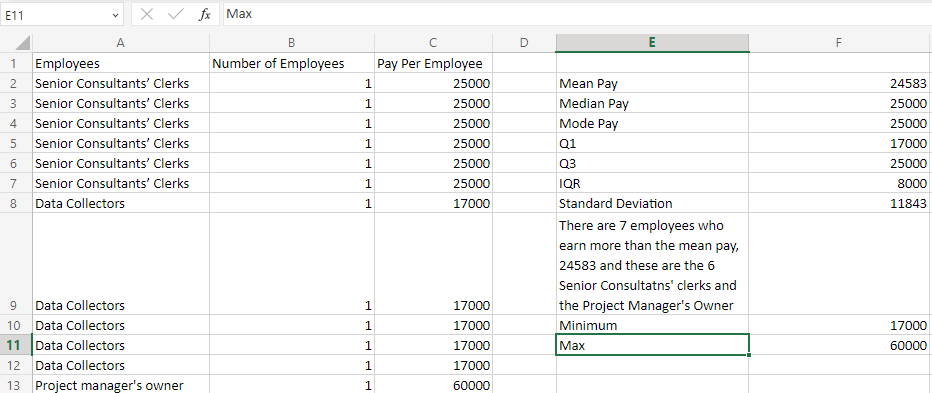 E11 fx Max
A B C D E F
1 Employees Number of Employees Pay Per Employee
2 Senior Consultants’ Clerks 1 25000 Mean Pay 24583
3 Senior Consultants’ Clerks 1 25000 Median Pay 25000
4 Senior Consultants’ Clerks 1 25000 Mode Pay 25000
5 Senior Consultants’ Clerks 1 25000 Q1 17000
6 Senior Consultants’ Clerks 1 25000 Q3 25000
7 Senior Consultants’ Clerks 1 25000 IQR 8000
8 Data Collectors 1 17000 Standard Deviation 11843
There are 7 employees who
earn more than the mean pay,
24583 and these are the 6
Senior Consultatns' clerks and
9 Data Collectors 1 17000 the Project Manager's Owner
10 Data Collectors 1 17000 Minimum 17000
11 Data Collectors 1 17000 Max 60000
12 Data Collectors 1 17000
13 Project manager's owner 1 60000